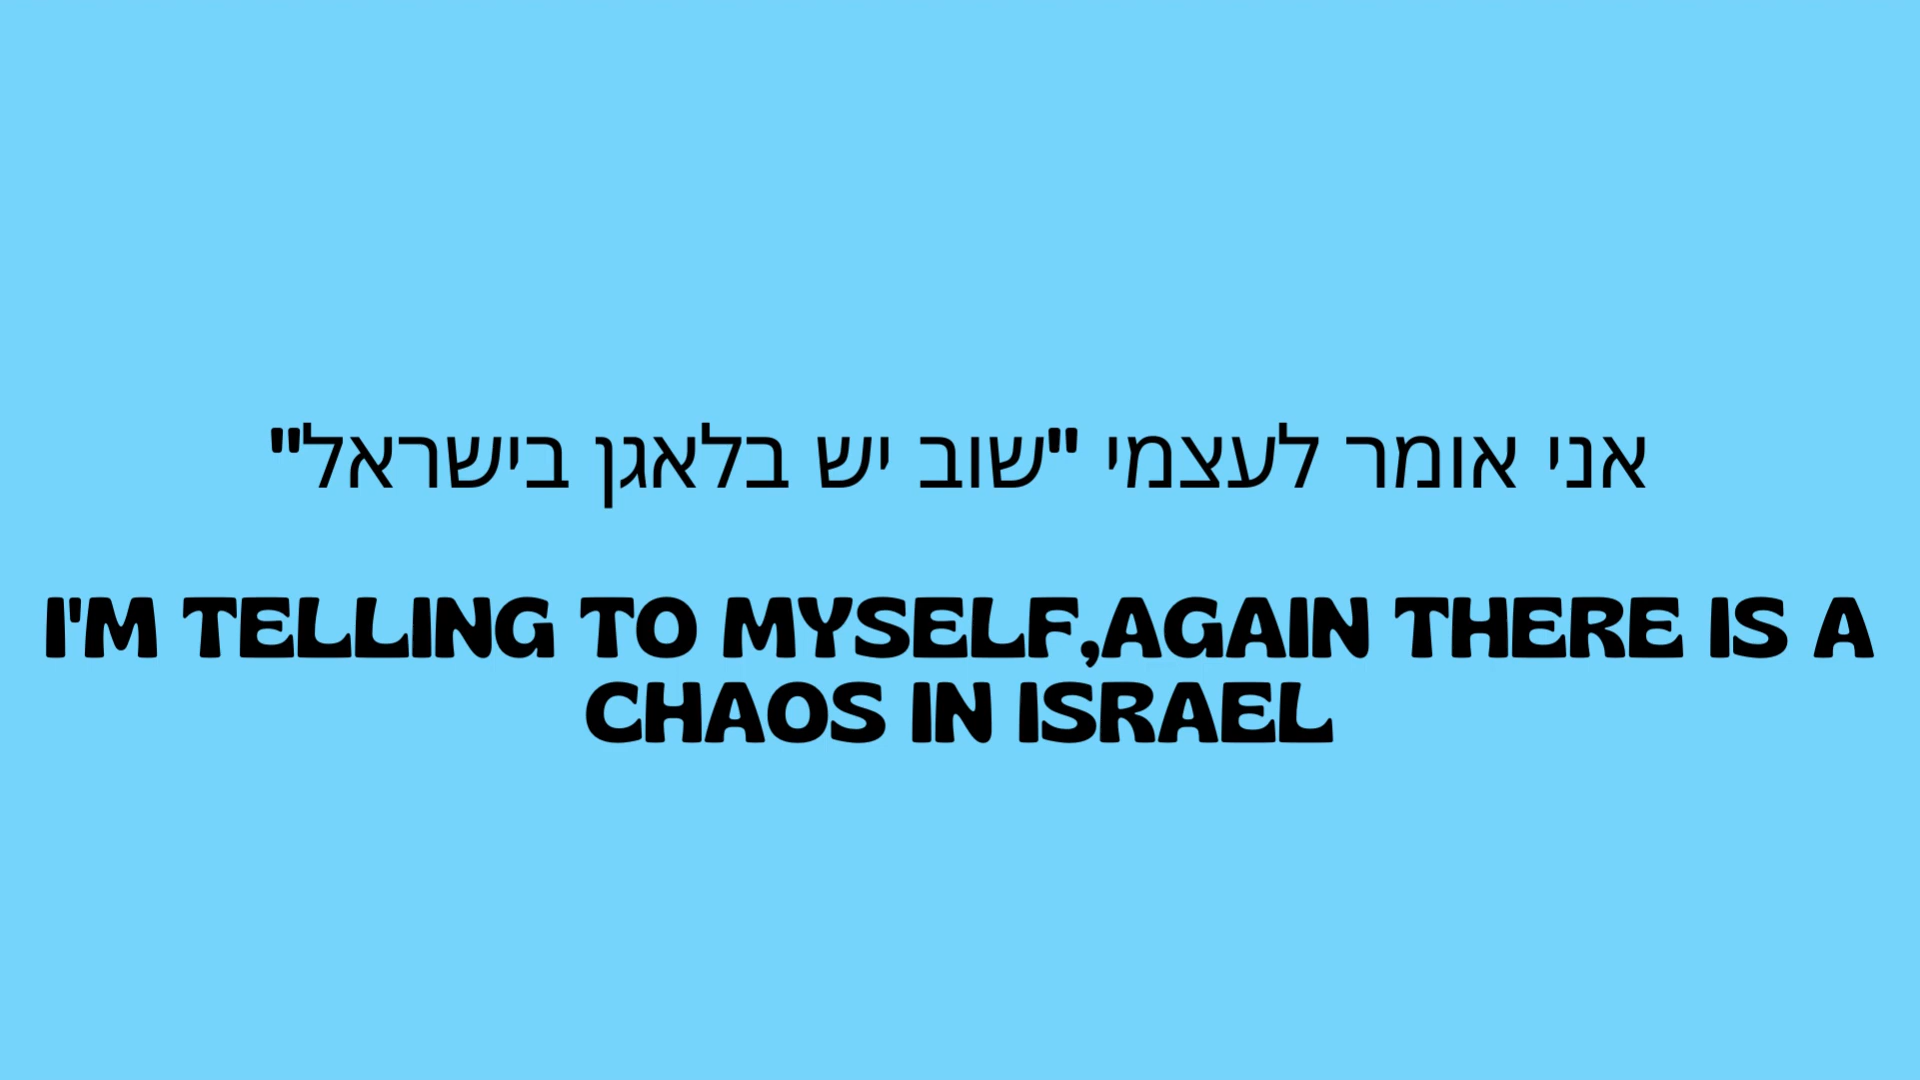 אני אומר לעצמי "שוב יש בלאגן בישראל"
I'M TELLING TO MYSELF,AGAIN THERE IS A
CHAOS IN ISRAEL